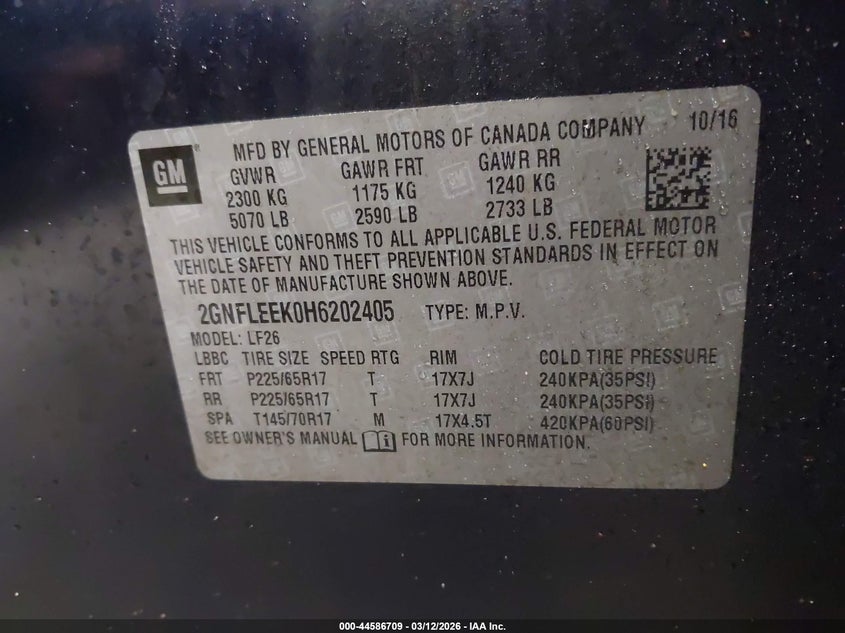 MFD BY GENERAL MOTORS OF CANADA COMPANY 10/16
GM ®
GVWR GAWR FRT GAWR RR
2300 KG 1175 KG 1240 KG
5070 LB 2590 LB 2733 LB
THIS VEHICLE CONFORMS TO ALL APPLICABLE U.S. FEDERAL MOTOR
VEHICLE SAFETY AND THEFT PREVENTION STANDARDS IN EFFECT ON
THE DATE OF MANUFACTURE SHOWN ABOVE.
2GNFLEEK0H6202405 TYPE: M.P.V.
MODEL: LF26
LBBC TIRE SIZE SPEED RTG RIM COLD TIRE PRESSURE
FRT P225/65R17 T 17X7J 240KPA(35PSI)
RR P225/65R17 T 17X7J 240KPA(35PSI)
SPA T145/70R17 M 17X4.5T 420KPA(60PSI)
SEE OWNER'S MANUAL i FOR MORE INFORMATION.
000-44586709 - 03/12/2026 - IAA Inc.